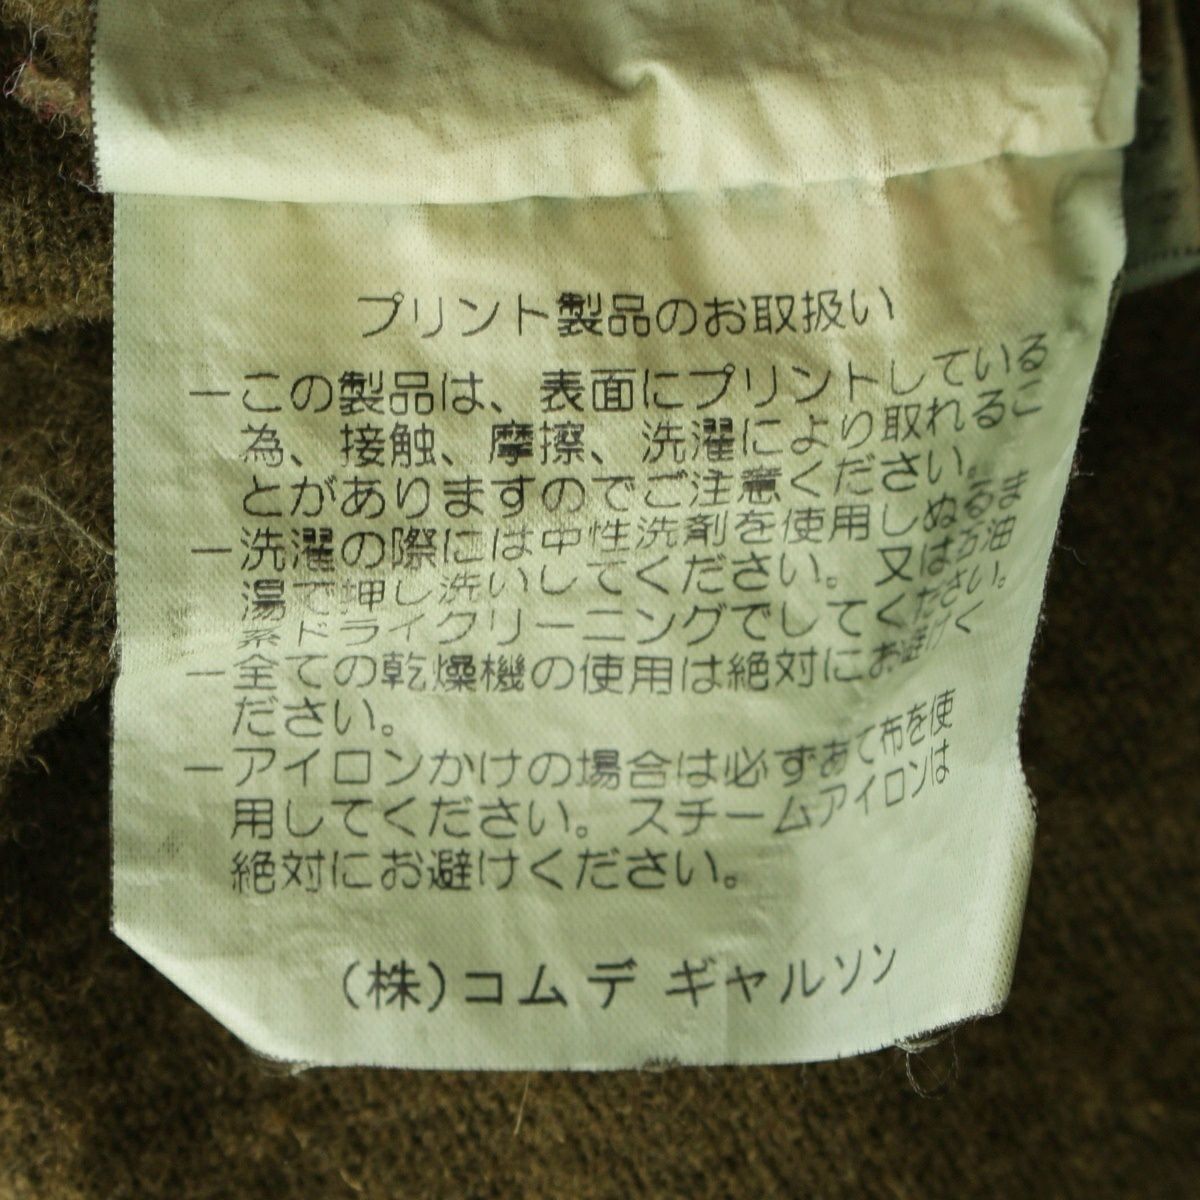 プリント製品のお取扱い
ーこの製品は、表面にプリントしている
為、接触、摩擦、洗濯により取れるこ
とがありますのでご注意ください。
ー洗濯の際には中性洗剤を使用しぬるま
湯で押し洗いしてください。又は石油
系ドライクリーニングでしてください。
ー全ての乾燥機の使用は絶対にお避けく
ださい。
ーアイロンかけの場合は必ずあて布を使
用してください。スチームアイロンは
絶対にお避けください。
(株)コム デ ギャルソン